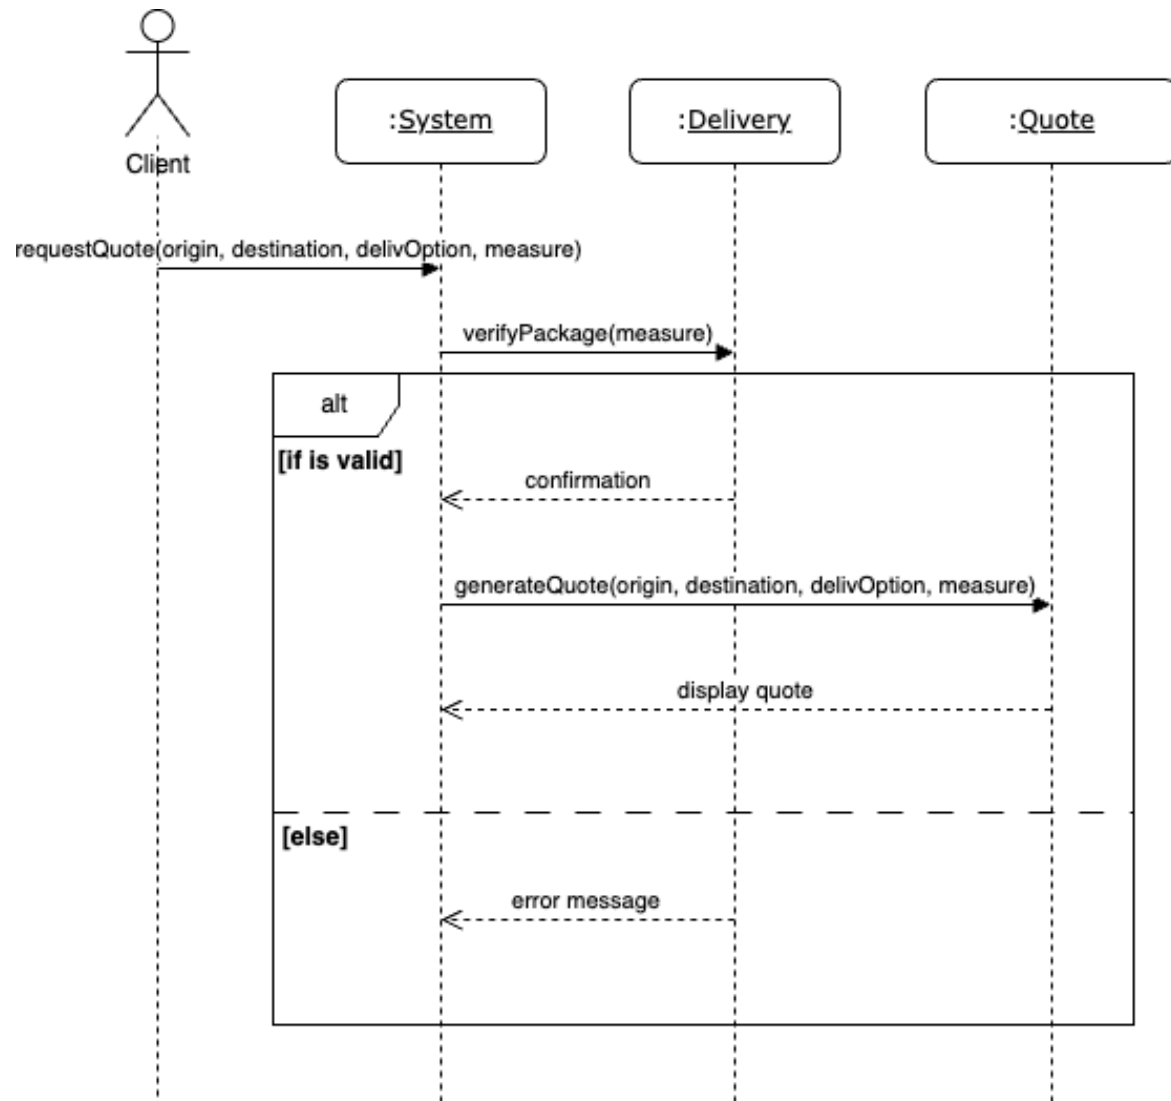 :System
:Delivery
:Quote
Client
requestQuote(origin, destination, delivOption, measure)
verifyPackage(measure)
alt
[if is valid]
confirmation
generateQuote(origin, destination, delivOption, measure)
display quote
[else]
error message